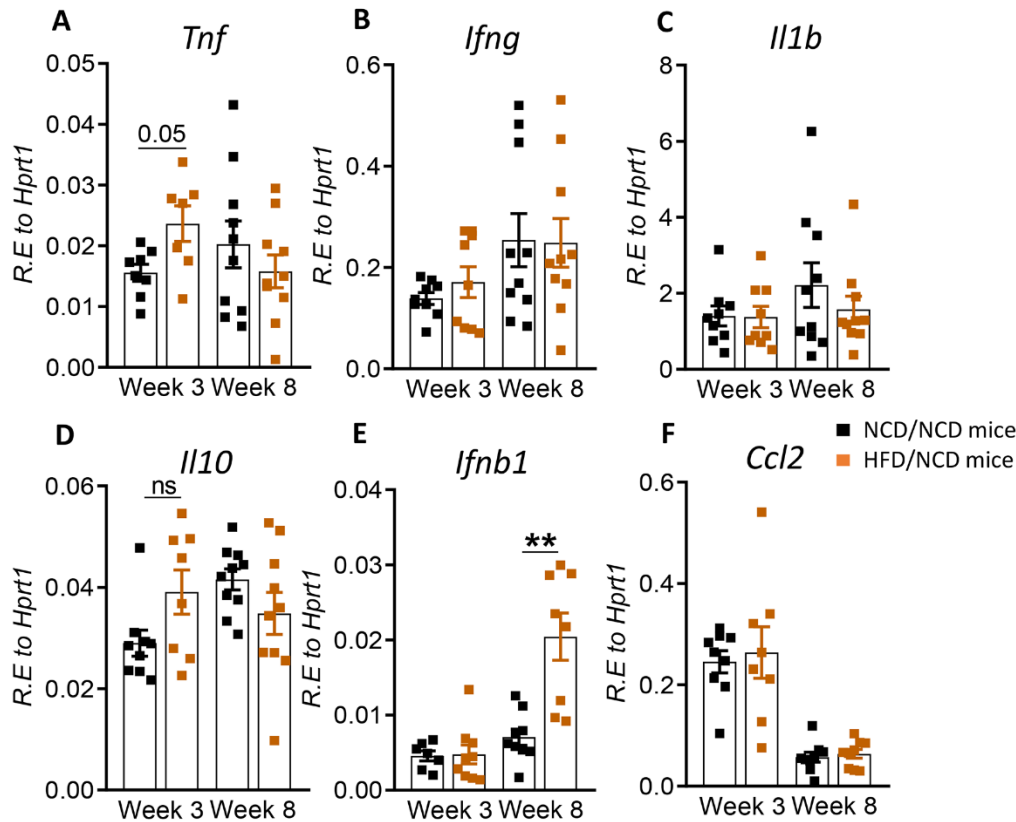 A
Tnf
0.05
0.04
0.03
0.02
0.01
0.00
R.E to Hprt1
0.05
Week 3
Week 8
B
Ifng
0.6
0.4
0.2
0.0
R.E to Hprt1
Week 3
Week 8
C
Il1b
8
6
4
2
0
R.E to Hprt1
Week 3
Week 8
D
Il10
0.06
0.04
0.02
0.00
R.E to Hprt1
ns
Week 3
Week 8
E
Ifnb1
0.04
0.03
0.02
0.01
0.00
R.E to Hprt1
**
Week 3
Week 8
F
Ccl2
0.6
0.4
0.2
0.0
R.E to Hprt1
Week 3
Week 8
NCD/NCD mice
HFD/NCD mice